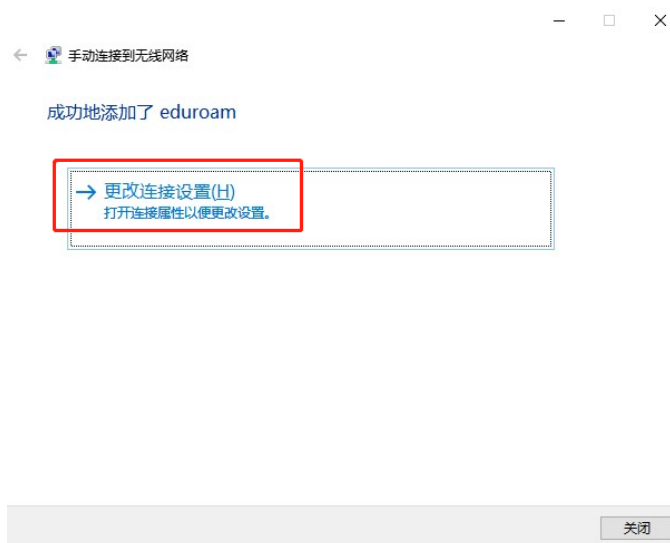 手动连接到无线网络
成功地添加了 eduroam
更改连接设置(H)
打开连接属性以便更改设置。
关闭